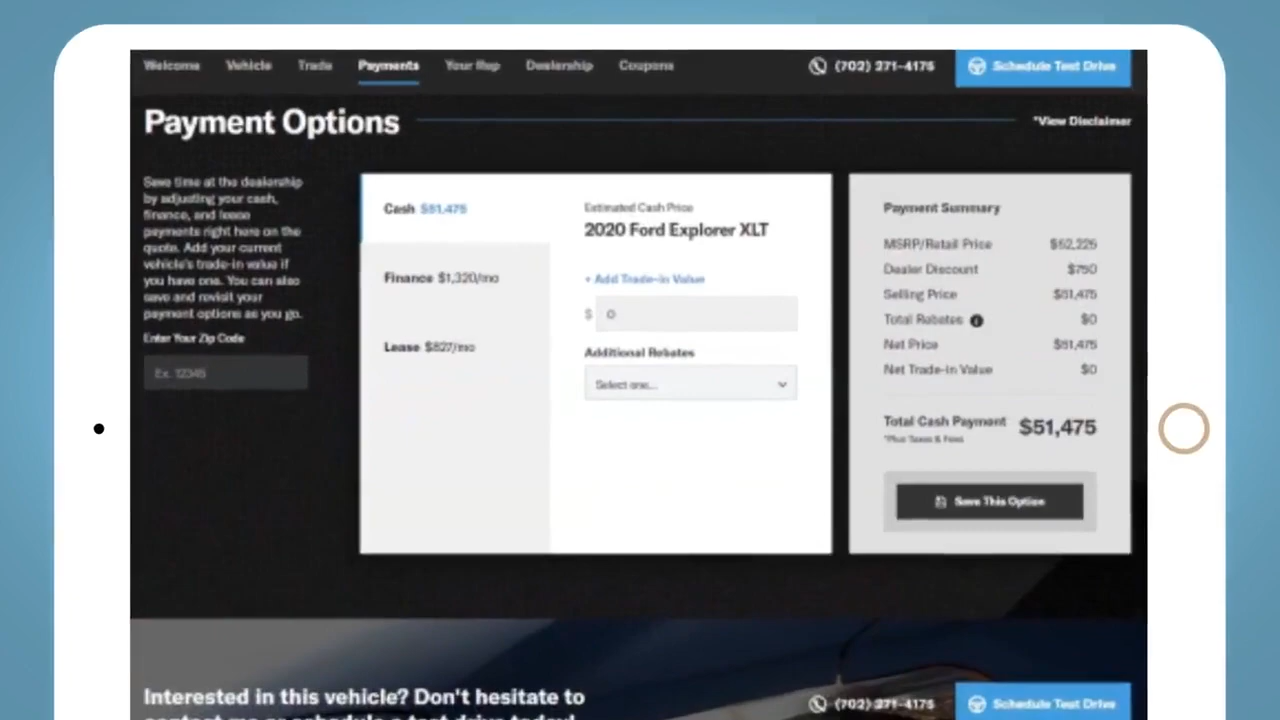 Welcome Vehicle Trade Payments Your Rep Dealership Coupons (702) 271-4175 Schedule Test Drive
Payment Options
*View Disclaimer
Save time at the dealership
by adjusting your cash,
finance, and lease
payments right here on the
quote. Add your current
vehicle's trade-in value if
you have one. You can also
save and revisit your
payment options as you go.
Enter Your Zip Code
Ex. 12345
Cash $51,475
Finance $1,320/mo
Lease $827/mo
Estimated Cash Price
2020 Ford Explorer XLT
+ Add Trade-in Value
$ 0
Additional Rebates
Select one...
Payment Summary
MSRP/Retail Price $52,225
Dealer Discount $750
Selling Price $51,475
Total Rebates i $0
Net Price $51,475
Net Trade-in Value $0
Total Cash Payment $51,475
*Plus Taxes & Fees
Save This Option
Interested in this vehicle? Don't hesitate to
contact me or schedule a test drive today!
(702) 271-4175 Schedule Test Drive